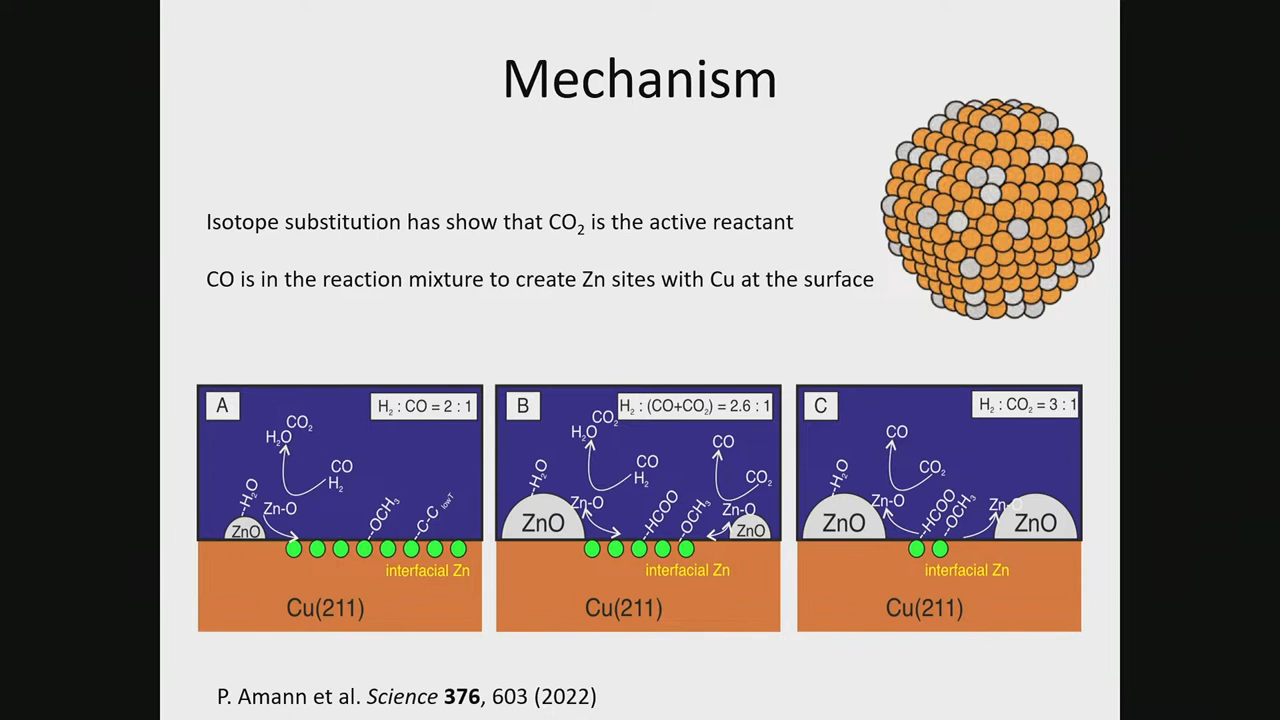 Mechanism
Isotope substitution has show that CO₂ is the active reactant
CO is in the reaction mixture to create Zn sites with Cu at the surface
A
H₂ : CO = 2 : 1
CO₂
H₂O
CO
H₂
--H₂O
Zn-O
ZnO
--OCH₃
--C-C low T
interfacial Zn
Cu(211)
B
H₂ : (CO+CO₂) = 2.6 : 1
CO₂
H₂O
CO
H₂
CO
CO₂
--H₂O
Zn-O
ZnO
--HCOO
--OCH₃
Zn-O
ZnO
interfacial Zn
Cu(211)
C
H₂ : CO₂ = 3 : 1
CO
CO₂
--H₂O
Zn-O
ZnO
--HCOO
--OCH₃
Zn-O
ZnO
interfacial Zn
Cu(211)
P. Amann et al. Science 376, 603 (2022)